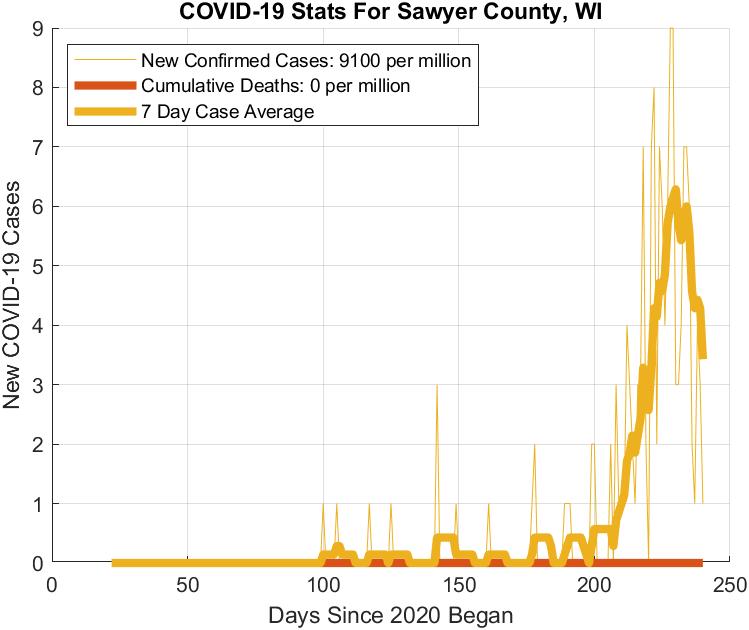 COVID-19 Stats For Sawyer County, WI
New Confirmed Cases: 9100 per million
Cumulative Deaths: 0 per million
7 Day Case Average
New COVID-19 Cases
9
8
7
6
5
4
3
2
1
0
0 50 100 150 200 250
Days Since 2020 Began